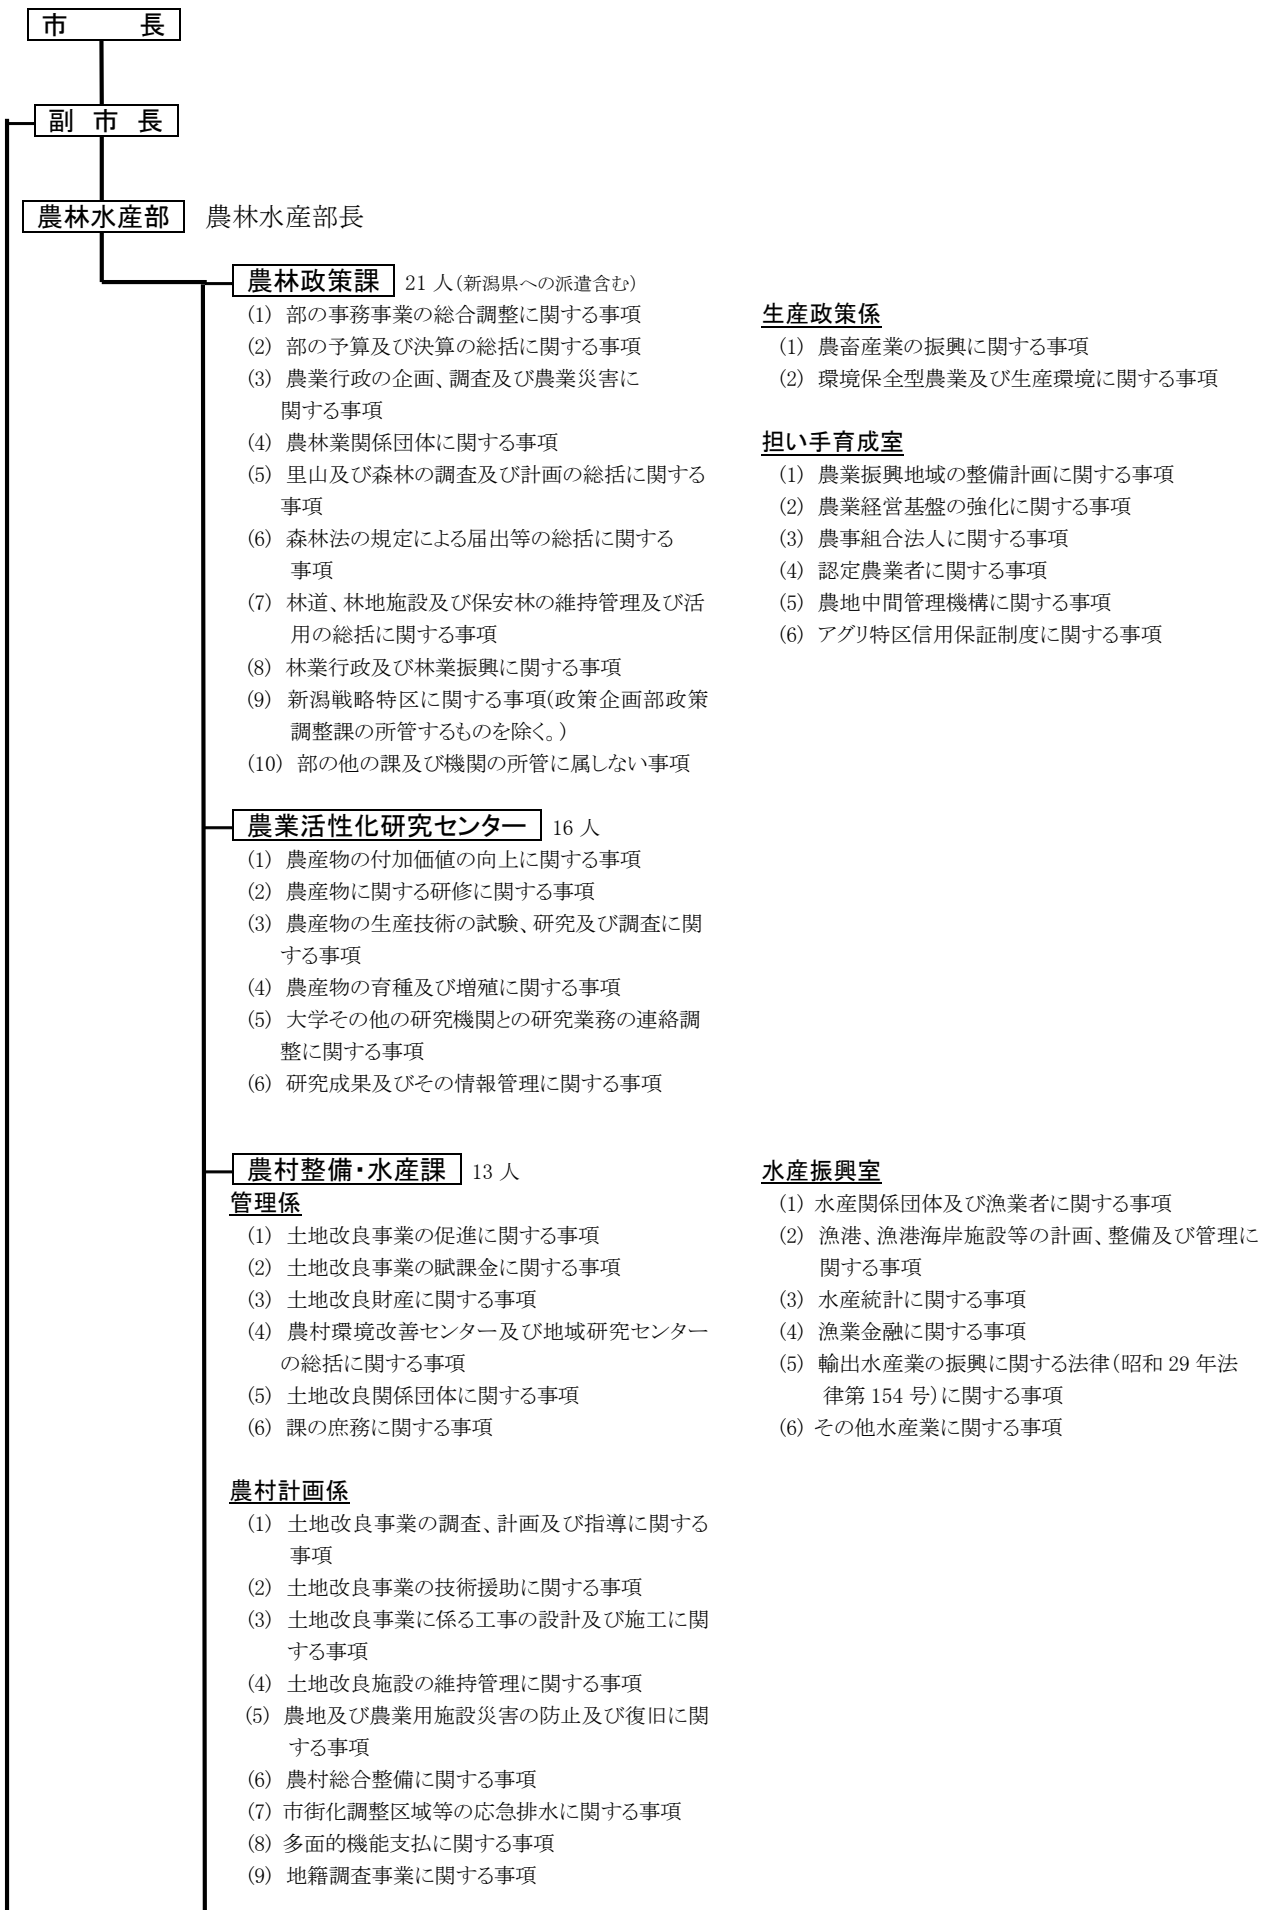 市　長
副 市 長
農林水産部 農林水産部長
農林政策課 21 人(新潟県への派遣含む)
(1) 部の事務事業の総合調整に関する事項
(2) 部の予算及び決算の総括に関する事項
(3) 農業行政の企画、調査及び農業災害に
関する事項
(4) 農林業関係団体に関する事項
(5) 里山及び森林の調査及び計画の総括に関する
事項
(6) 森林法の規定による届出等の総括に関する
事項
(7) 林道、林地施設及び保安林の維持管理及び活
用の総括に関する事項
(8) 林業行政及び林業振興に関する事項
(9) 新潟戦略特区に関する事項(政策企画部政策
調整課の所管するものを除く。)
(10) 部の他の課及び機関の所管に属しない事項
生産政策係
(1) 農畜産業の振興に関する事項
(2) 環境保全型農業及び生産環境に関する事項
担い手育成室
(1) 農業振興地域の整備計画に関する事項
(2) 農業経営基盤の強化に関する事項
(3) 農事組合法人に関する事項
(4) 認定農業者に関する事項
(5) 農地中間管理機構に関する事項
(6) アグリ特区信用保証制度に関する事項
農業活性化研究センター 16 人
(1) 農産物の付加価値の向上に関する事項
(2) 農産物に関する研修に関する事項
(3) 農産物の生産技術の試験、研究及び調査に関
する事項
(4) 農産物の育種及び増殖に関する事項
(5) 大学その他の研究機関との研究業務の連絡調
整に関する事項
(6) 研究成果及びその情報管理に関する事項
農村整備・水産課 13 人
管理係
(1) 土地改良事業の促進に関する事項
(2) 土地改良事業の賦課金に関する事項
(3) 土地改良財産に関する事項
(4) 農村環境改善センター及び地域研究センター
の総括に関する事項
(5) 土地改良関係団体に関する事項
(6) 課の庶務に関する事項
農村計画係
(1) 土地改良事業の調査、計画及び指導に関する
事項
(2) 土地改良事業の技術援助に関する事項
(3) 土地改良事業に係る工事の設計及び施工に関
する事項
(4) 土地改良施設の維持管理に関する事項
(5) 農地及び農業用施設災害の防止及び復旧に関
する事項
(6) 農村総合整備に関する事項
(7) 市街化調整区域等の応急排水に関する事項
(8) 多面的機能支払に関する事項
(9) 地籍調査事業に関する事項
水産振興室
(1) 水産関係団体及び漁業者に関する事項
(2) 漁港、漁港海岸施設等の計画、整備及び管理に
関する事項
(3) 水産統計に関する事項
(4) 漁業金融に関する事項
(5) 輸出水産業の振興に関する法律(昭和 29 年法
律第 154 号)に関する事項
(6) その他水産業に関する事項